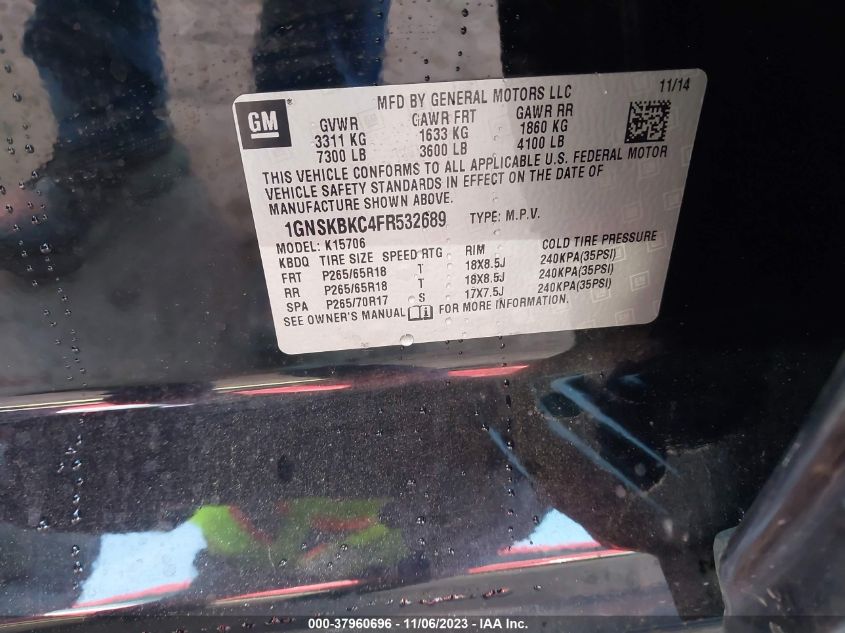 MFD BY GENERAL MOTORS LLC 11/14
GM
GVWR GAWR FRT GAWR RR
3311 KG 1633 KG 1860 KG
7300 LB 3600 LB 4100 LB
THIS VEHICLE CONFORMS TO ALL APPLICABLE U.S. FEDERAL MOTOR
VEHICLE SAFETY STANDARDS IN EFFECT ON THE DATE OF
MANUFACTURE SHOWN ABOVE.
1GNSKBKC4FR532689 TYPE: M.P.V.
MODEL: K15706
KBDQ TIRE SIZE SPEED RTG RIM COLD TIRE PRESSURE
FRT P265/65R18 T 18X8.5J 240KPA(35PSI)
RR P265/65R18 T 18X8.5J 240KPA(35PSI)
SPA P265/70R17 S 17X7.5J 240KPA(35PSI)
SEE OWNER'S MANUAL FOR MORE INFORMATION.
000-37960696 - 11/06/2023 - IAA Inc.